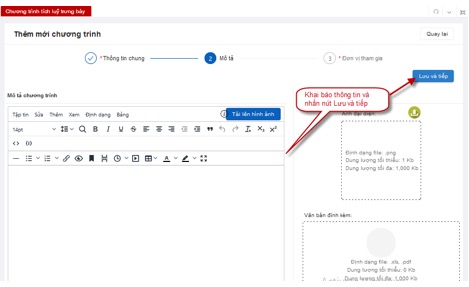 Chương trình tích luỹ trưng bày
Thêm mới chương trình
Quay lại
Thông tin chung
2
Mô tả
3
Đơn vị tham gia
Lưu và tiếp
Khai báo thông tin và
nhấn nút Lưu và tiếp
Mô tả chương trình
Tập tin Sửa Thêm Xem Định dạng Bảng
Tải lên hình ảnh
14pt
Ảnh đại diện:
Định dạng file: .png
Dung lượng tối thiểu: 1 Kb
Dung lượng tối đa: 1,000 Kb
Văn bản đính kèm:
Định dạng file: .xls, .pdf
Dung lượng tối thiểu: 0 Kb
Dung lượng tối đa: 1,000 Kb